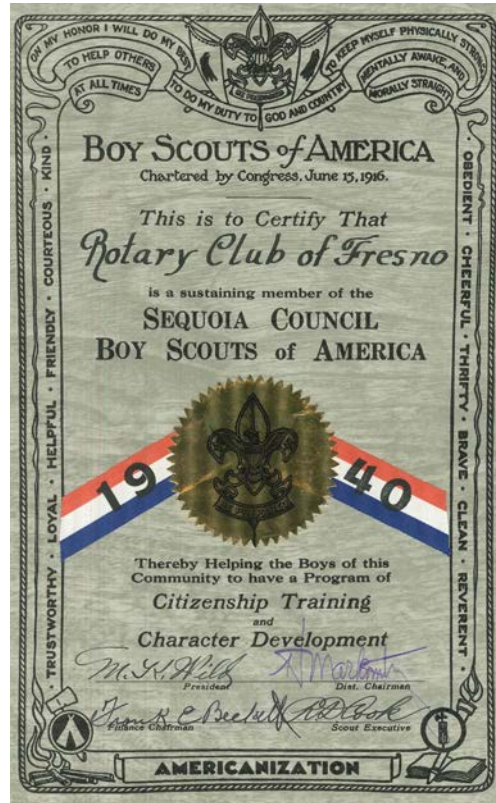 ON MY HONOR I WILL DO MY BEST
TO DO MY DUTY TO GOD AND COUNTRY
TO HELP OTHERS
AT ALL TIMES
TO KEEP MYSELF PHYSICALLY STRONG
MENTALLY AWAKE, AND
MORALLY STRAIGHT
BE PREPARED
BOY SCOUTS of AMERICA
Chartered by Congress, June 15, 1916.
This is to Certify That
Rotary Club of Fresno
is a sustaining member of the
SEQUOIA COUNCIL
BOY SCOUTS of AMERICA
1940
BE PREPARED
Thereby Helping the Boys of this
Community to have a Program of
Citizenship Training
and
Character Development
President
Dist. Chairman
Finance Chairman
Scout Executive
TRUSTWORTHY · LOYAL · HELPFUL · FRIENDLY · COURTEOUS · KIND ·
OBEDIENT · CHEERFUL · THRIFTY · BRAVE · CLEAN · REVERENT ·
AMERICANIZATION